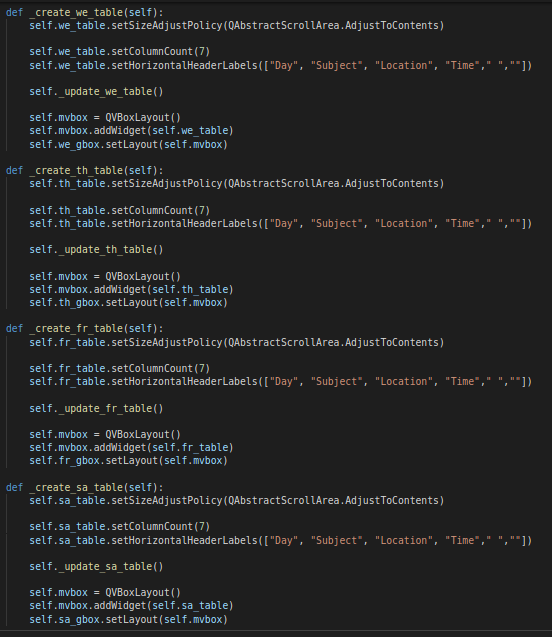 def _create_we_table(self):
    self.we_table.setSizeAdjustPolicy(QAbstractScrollArea.AdjustToContents)

    self.we_table.setColumnCount(7)
    self.we_table.setHorizontalHeaderLabels(["Day", "Subject", "Location", "Time"," ",""])

    self._update_we_table()

    self.mvbox = QVBoxLayout()
    self.mvbox.addWidget(self.we_table)
    self.we_gbox.setLayout(self.mvbox)

def _create_th_table(self):
    self.th_table.setSizeAdjustPolicy(QAbstractScrollArea.AdjustToContents)

    self.th_table.setColumnCount(7)
    self.th_table.setHorizontalHeaderLabels(["Day", "Subject", "Location", "Time"," ",""])

    self._update_th_table()

    self.mvbox = QVBoxLayout()
    self.mvbox.addWidget(self.th_table)
    self.th_gbox.setLayout(self.mvbox)

def _create_fr_table(self):
    self.fr_table.setSizeAdjustPolicy(QAbstractScrollArea.AdjustToContents)

    self.fr_table.setColumnCount(7)
    self.fr_table.setHorizontalHeaderLabels(["Day", "Subject", "Location", "Time"," ",""])

    self._update_fr_table()

    self.mvbox = QVBoxLayout()
    self.mvbox.addWidget(self.fr_table)
    self.fr_gbox.setLayout(self.mvbox)

def _create_sa_table(self):
    self.sa_table.setSizeAdjustPolicy(QAbstractScrollArea.AdjustToContents)

    self.sa_table.setColumnCount(7)
    self.sa_table.setHorizontalHeaderLabels(["Day", "Subject", "Location", "Time"," ",""])

    self._update_sa_table()

    self.mvbox = QVBoxLayout()
    self.mvbox.addWidget(self.sa_table)
    self.sa_gbox.setLayout(self.mvbox)